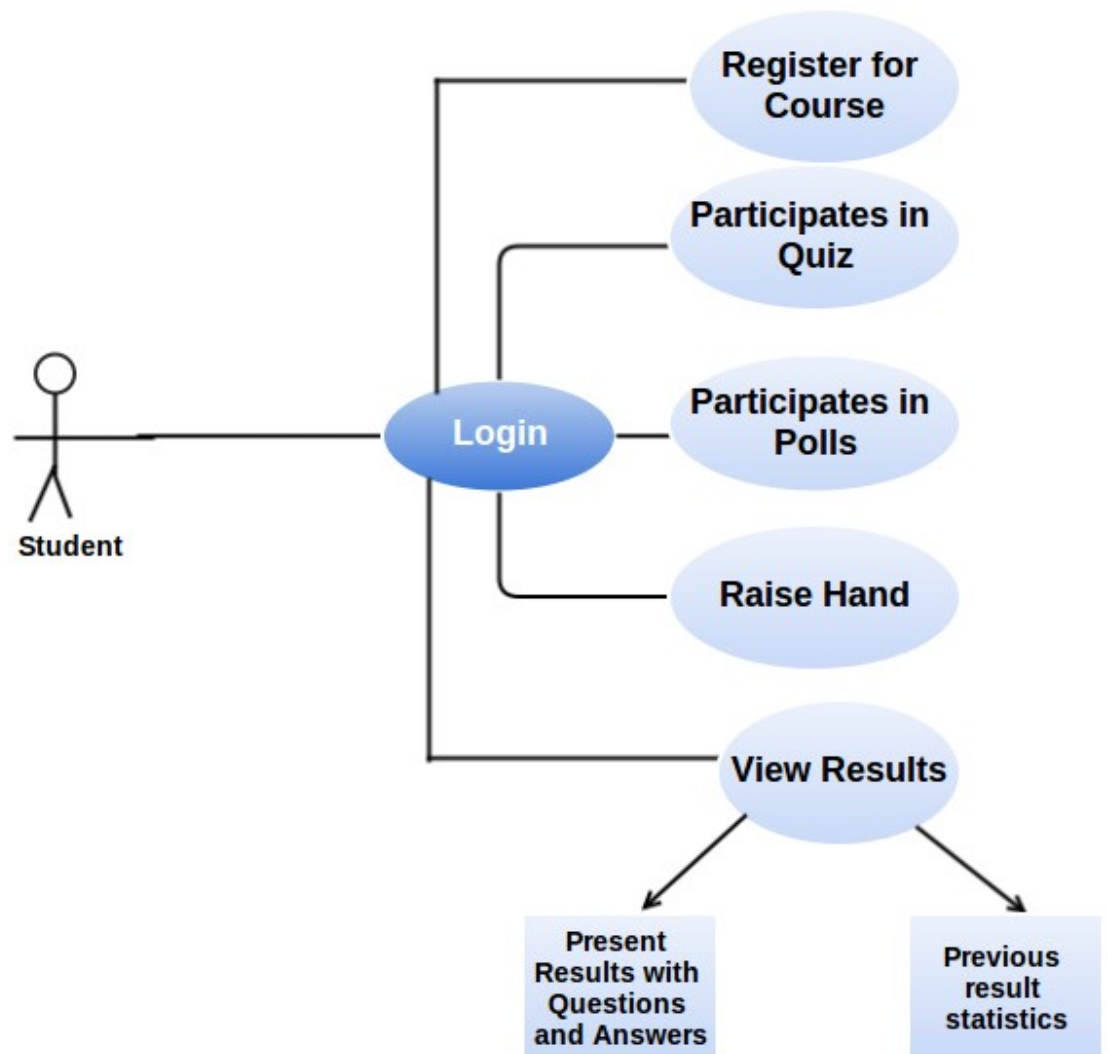 Register for
Course
Participates in
Quiz
Login
Participates in
Polls
Student
Raise Hand
View Results
Present
Results with
Questions
and Answers
Previous
result
statistics